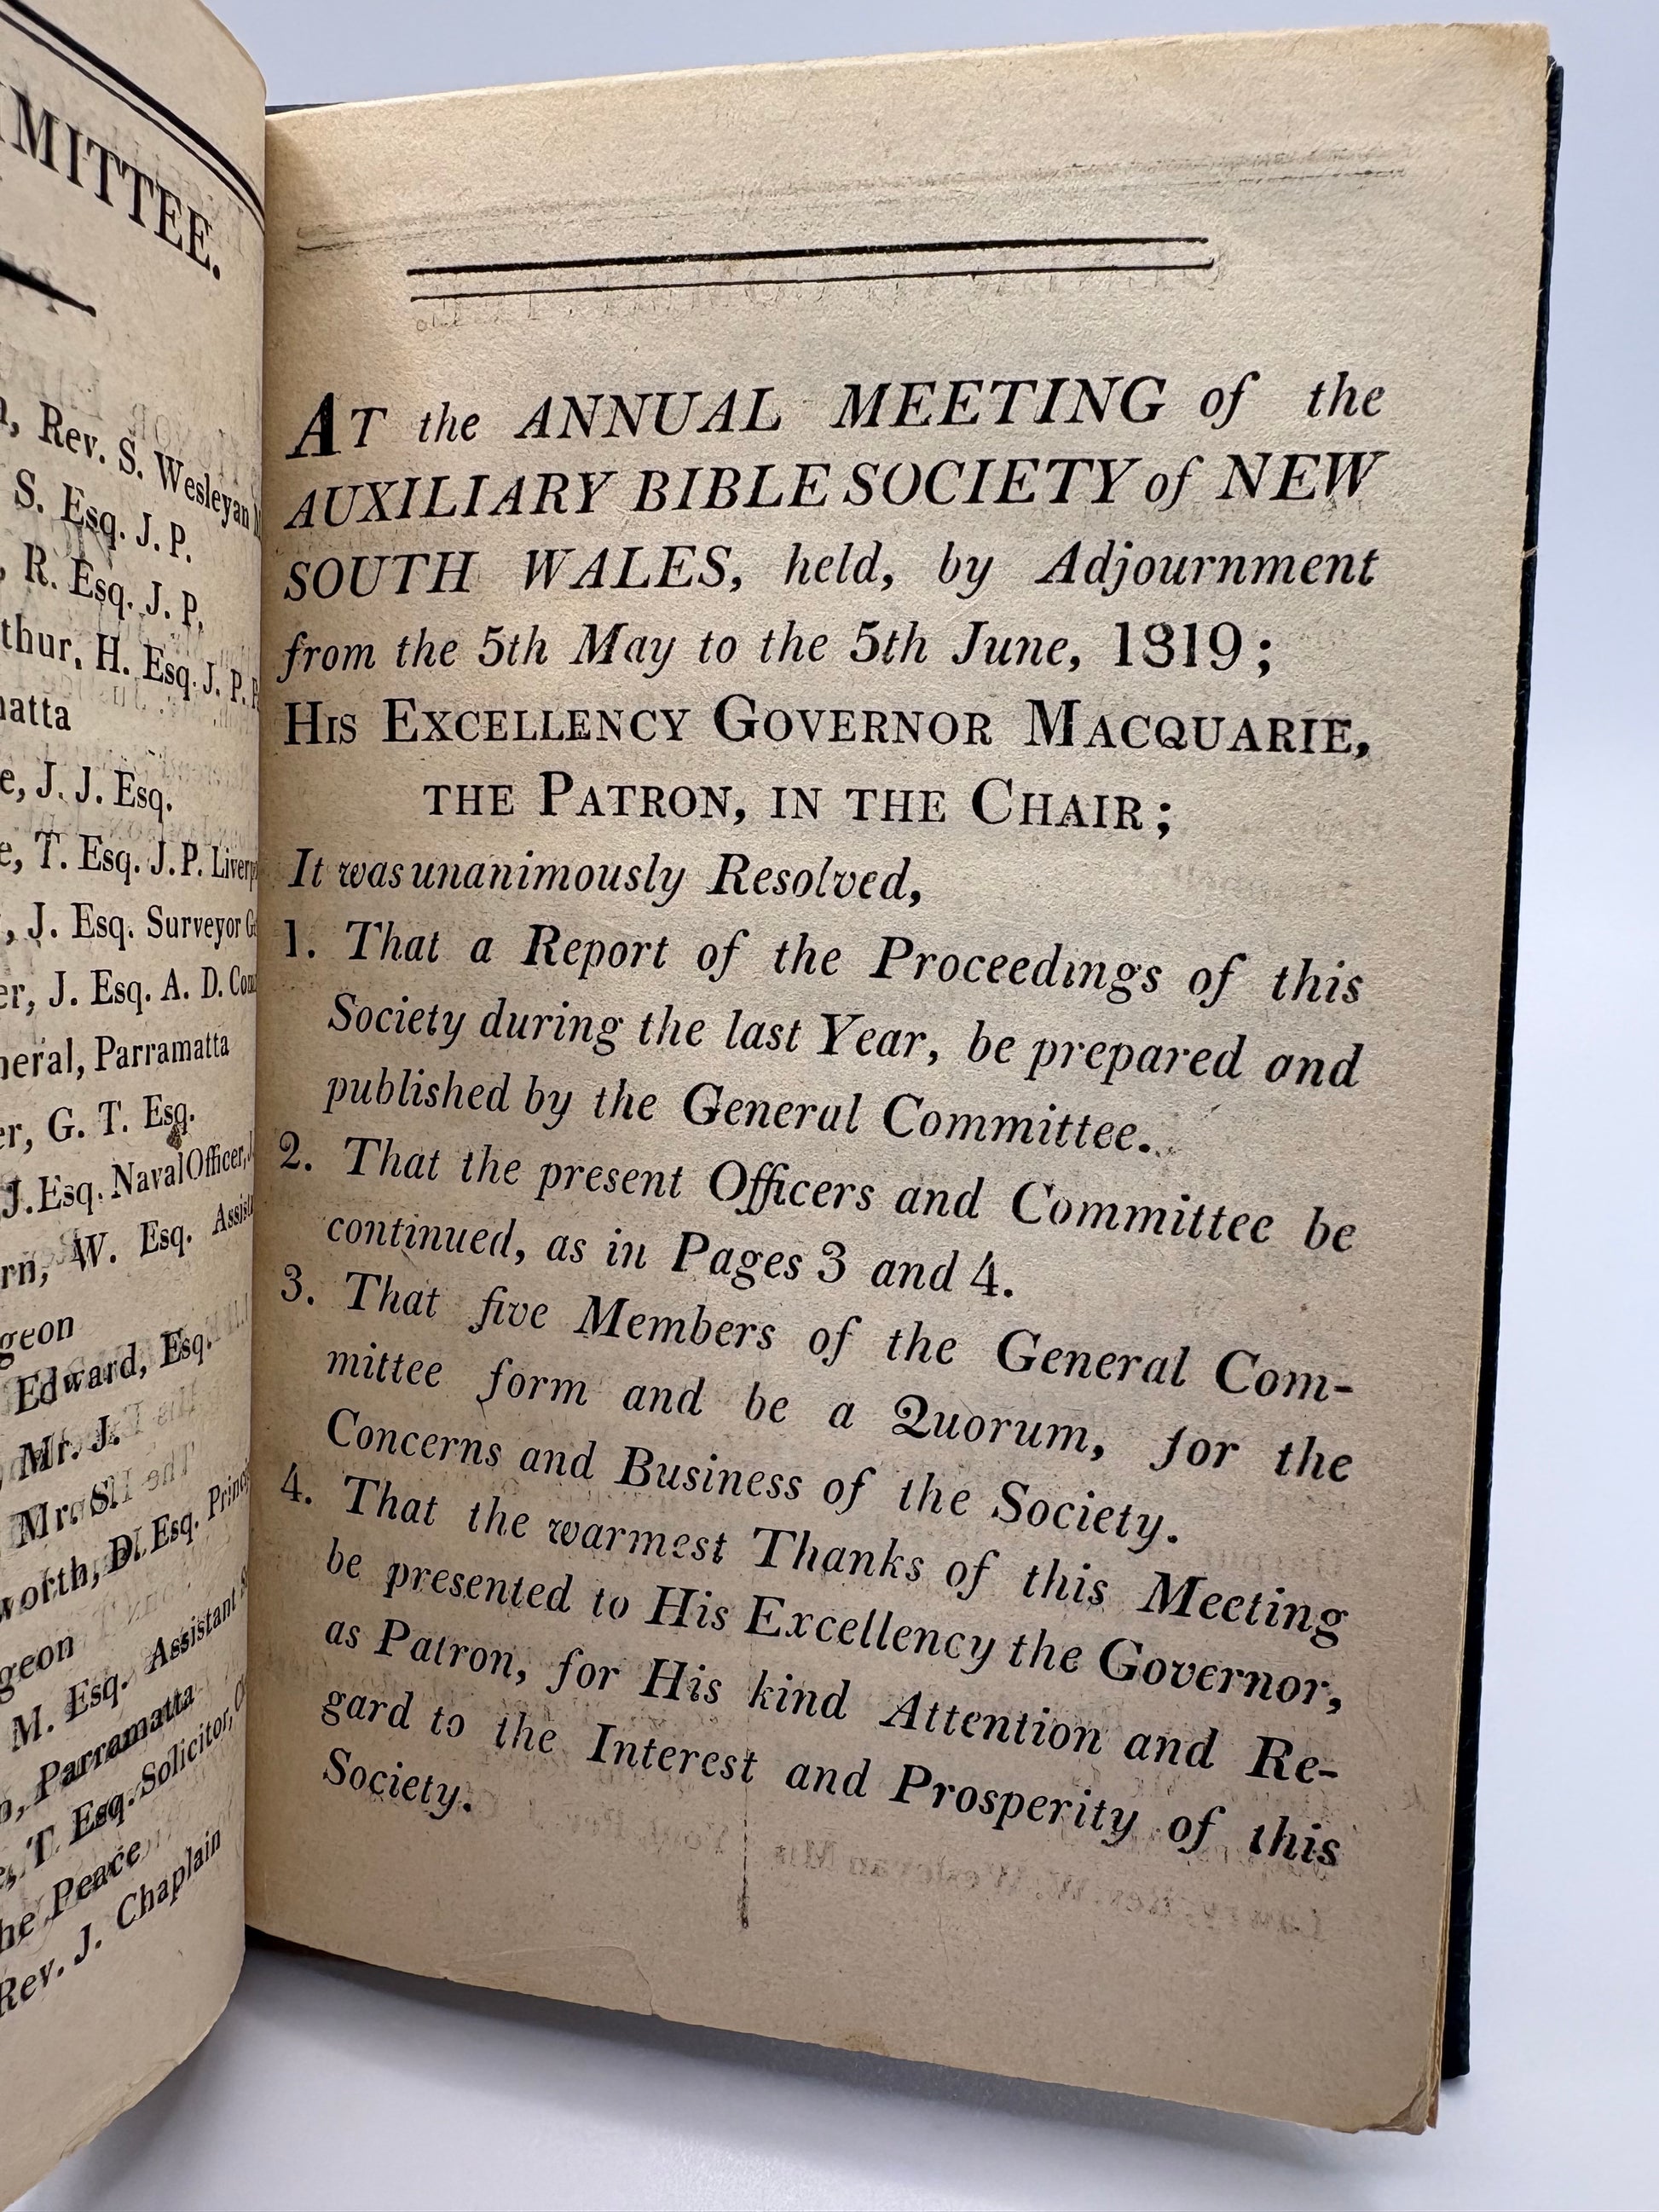 MMITTEE.
Rev. S. Wesleyan
S. Esq. J. P.
R. Esq. J. P.
thur, H. Esq. J. P.
matta
e, J. J. Esq.
e, T. Esq. J.P.
J. Esq. Surveyor
er, J. Esq. A. D.
neral, Parramatta
er, G. T. Esq.
J. Esq. Naval Officer,
rn, W. Esq.
geon
Edward, Esq.
Mr. J.
Mr. S.
worth, D. Esq.
geon
M. Esq. Assistant
n, Parramatta
T. Esq. Solicitor,
he Peace
Rev. J. Chaplain
AT the ANNUAL MEETING of the
AUXILIARY BIBLE SOCIETY of NEW
SOUTH WALES, held, by Adjournment
from the 5th May to the 5th June, 1819;
HIS EXCELLENCY GOVERNOR MACQUARIE,
THE PATRON, IN THE CHAIR;
It was unanimously Resolved,
1. That a Report of the Proceedings of this
Society during the last Year, be prepared and
published by the General Committee.
2. That the present Officers and Committee be
continued, as in Pages 3 and 4.
3. That five Members of the General Com-
mittee form and be a Quorum, for the
Concerns and Business of the Society.
4. That the warmest Thanks of this Meeting
be presented to His Excellency the Governor,
as Patron, for His kind Attention and Re-
gard to the Interest and Prosperity of this
Society.